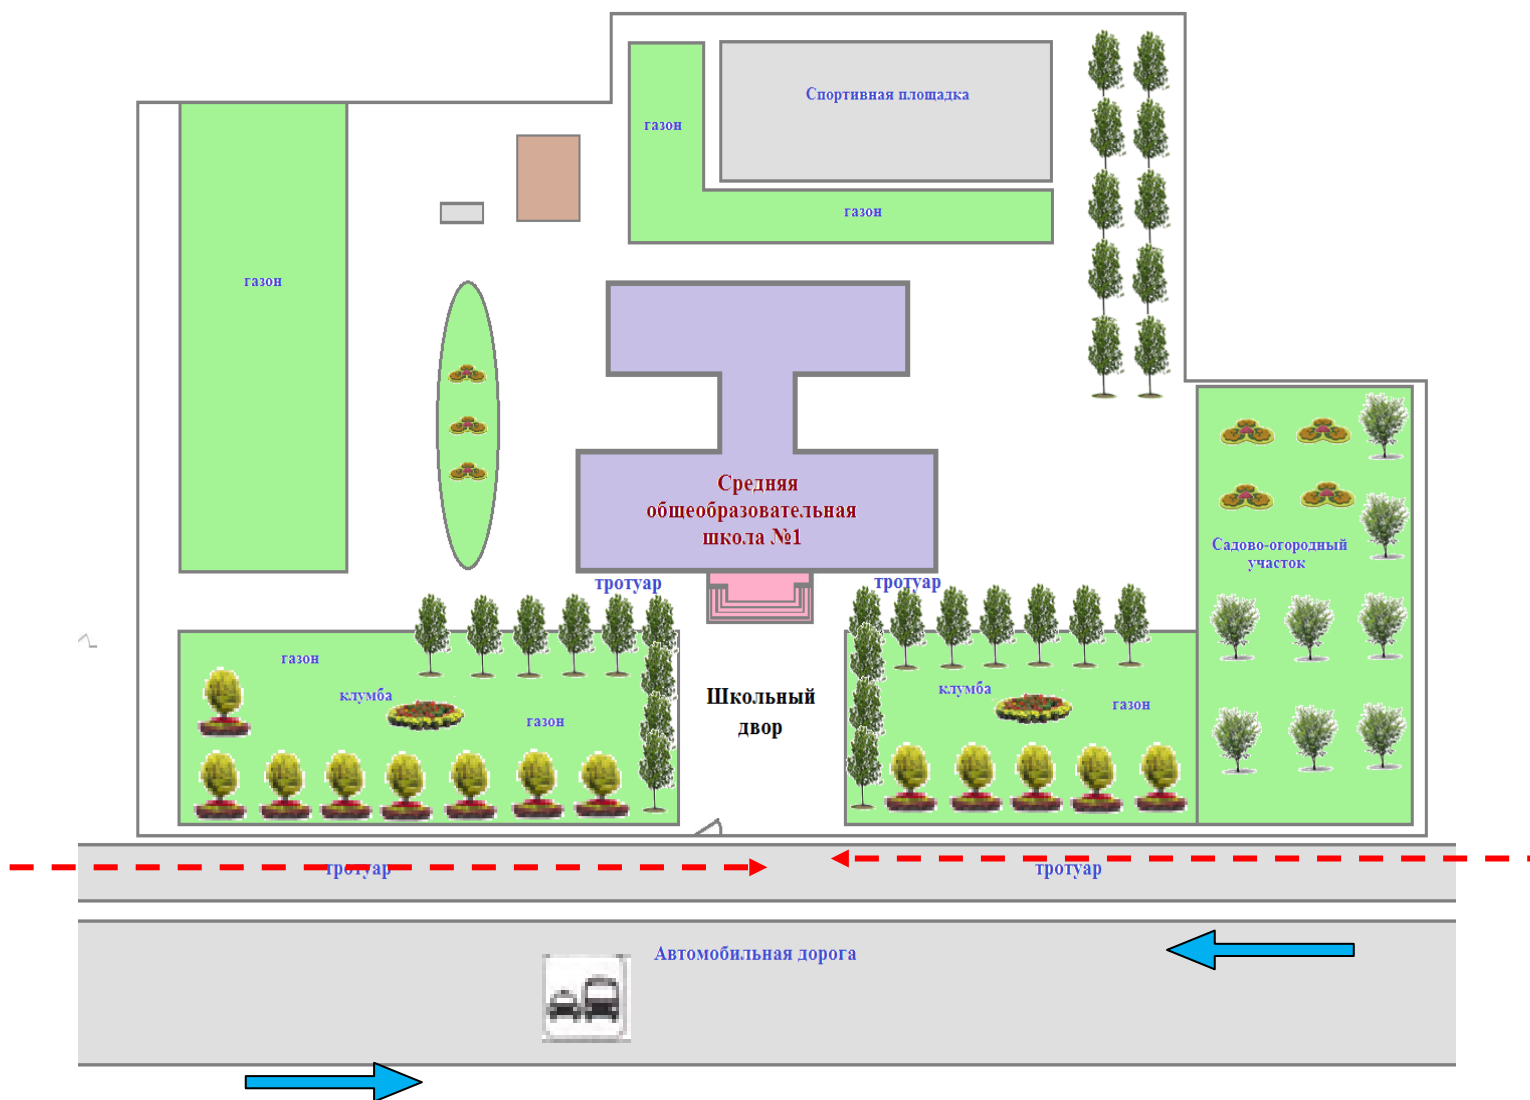 Спортивная площадка
газон
газон
газон
Средняя
общеобразовательная
школа №1
Садово-огородный
участок
тротуар
тротуар
газон
клумба
газон
Школьный
двор
клумба
газон
тротуар
тротуар
Автомобильная дорога